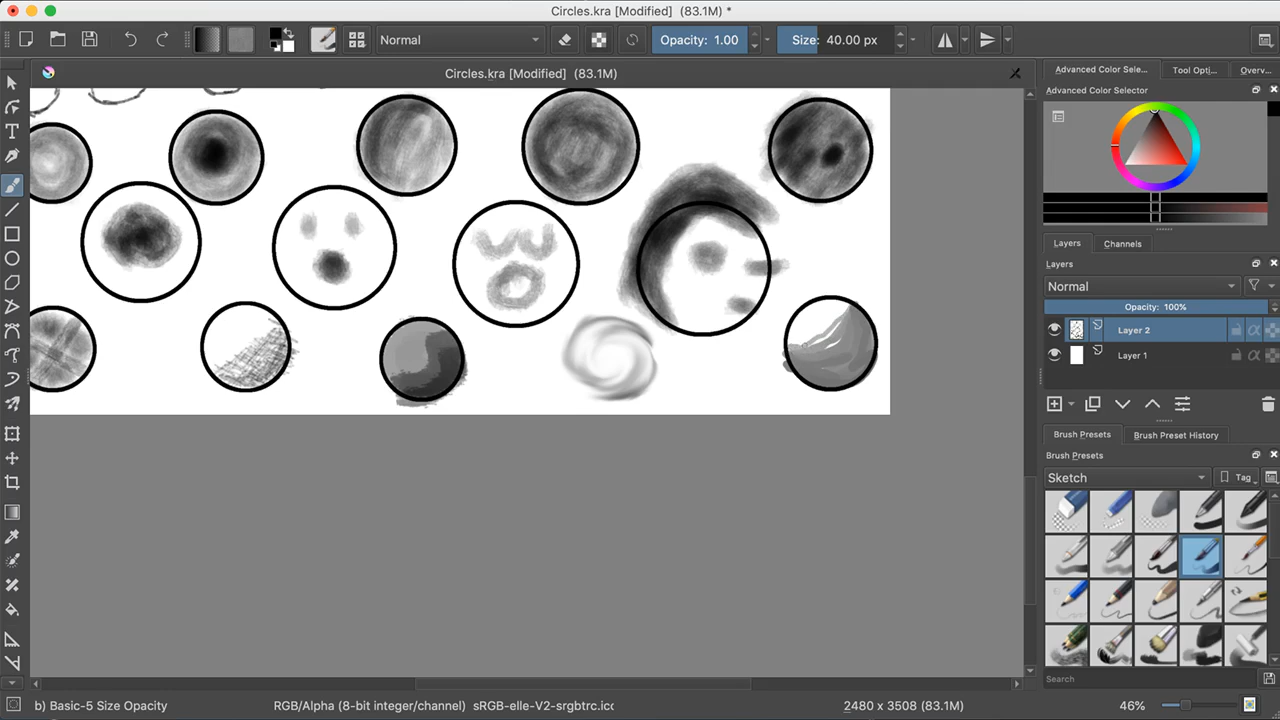 Circles.kra [Modified] (83.1M) *
Normal
Opacity: 1.00
Size: 40.00 px
Circles.kra [Modified] (83.1M)
Advanced Color Sele...
Tool Opti...
Overv...
Advanced Color Selector
Layers
Channels
Layers
Normal
Opacity: 100%
Layer 2
Layer 1
Brush Presets
Brush Preset History
Brush Presets
Sketch
Tag
Search
b) Basic-5 Size Opacity
RGB/Alpha (8-bit integer/channel) sRGB-elle-V2-srgbtrc.icc
2480 x 3508 (83.1M)
46%